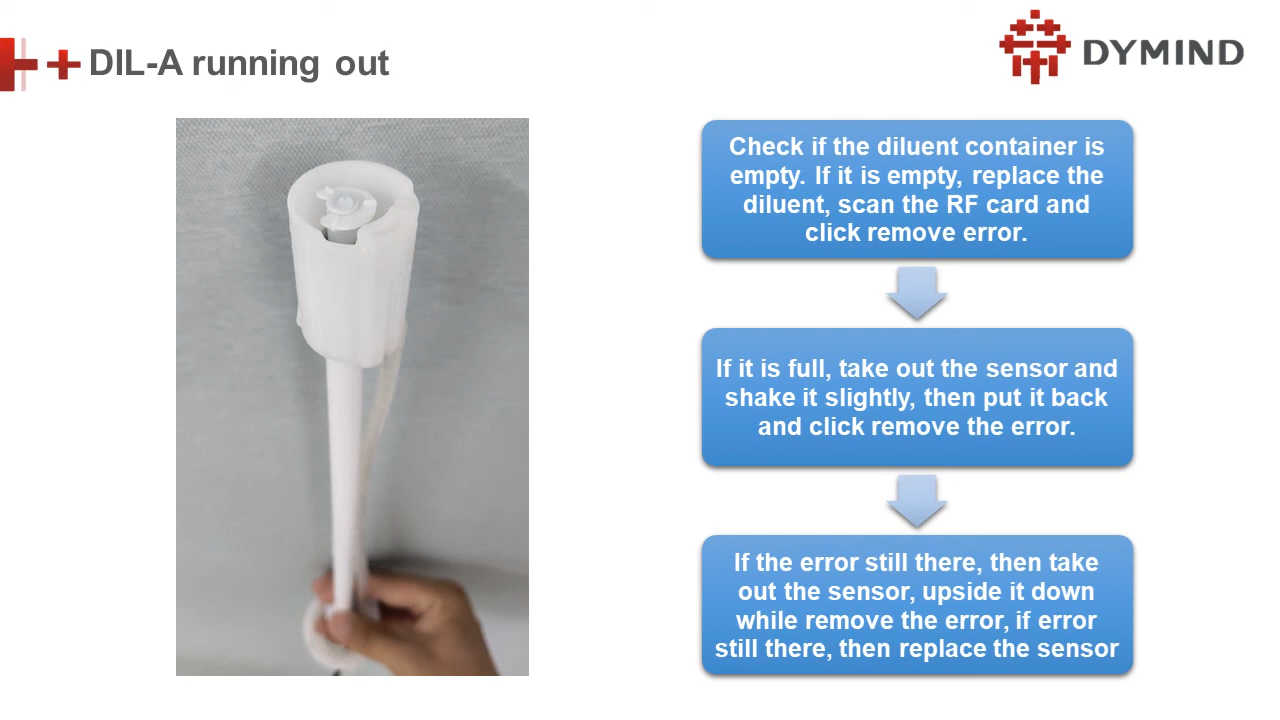 DIL-A running out
DYMIND
Check if the diluent container is
empty. If it is empty, replace the
diluent, scan the RF card and
click remove error.
If it is full, take out the sensor and
shake it slightly, then put it back
and click remove the error.
If the error still there, then take
out the sensor, upside it down
while remove the error, if error
still there, then replace the sensor